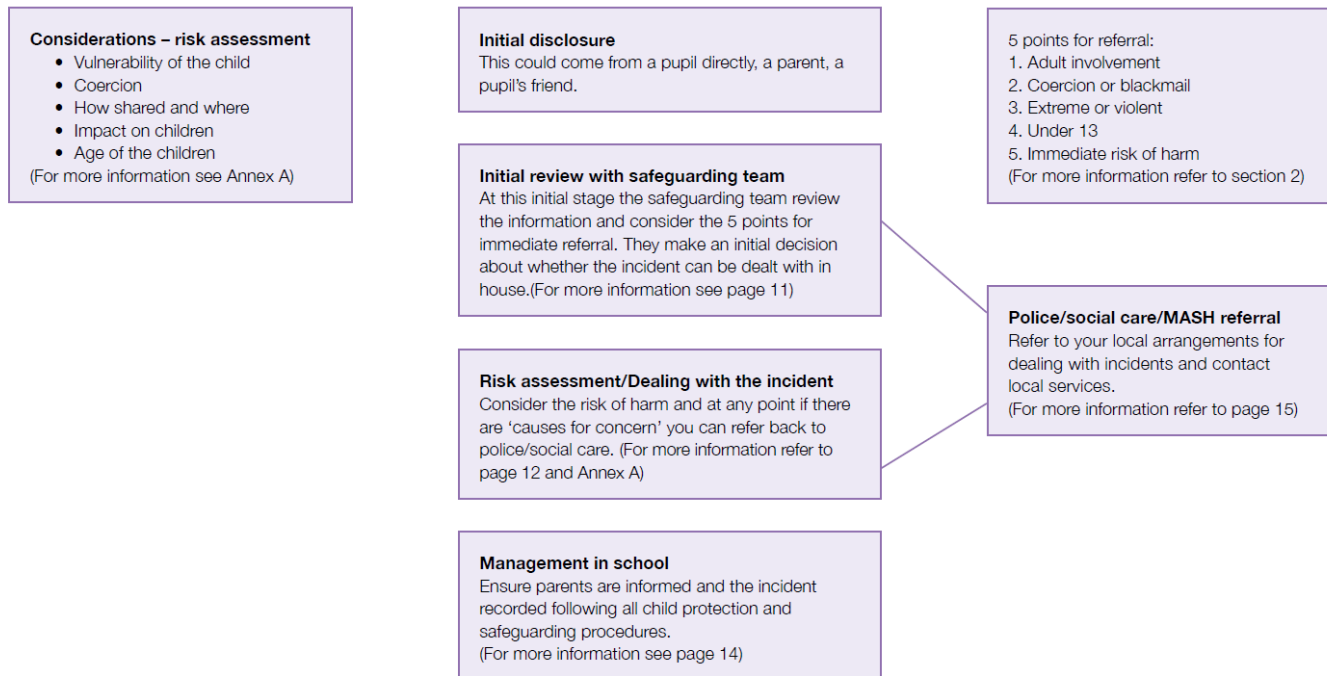 Considerations – risk assessment
• Vulnerability of the child
• Coercion
• How shared and where
• Impact on children
• Age of the children
(For more information see Annex A)
Initial disclosure
This could come from a pupil directly, a parent, a
pupil's friend.
Initial review with safeguarding team
At this initial stage the safeguarding team review
the information and consider the 5 points for
immediate referral. They make an initial decision
about whether the incident can be dealt with in
house.(For more information see page 11)
Risk assessment/Dealing with the incident
Consider the risk of harm and at any point if there
are ‘causes for concern’ you can refer back to
police/social care. (For more information refer to
page 12 and Annex A)
Management in school
Ensure parents are informed and the incident
recorded following all child protection and
safeguarding procedures.
(For more information see page 14)
5 points for referral:
1. Adult involvement
2. Coercion or blackmail
3. Extreme or violent
4. Under 13
5. Immediate risk of harm
(For more information refer to section 2)
Police/social care/MASH referral
Refer to your local arrangements for
dealing with incidents and contact
local services.
(For more information refer to page 15)